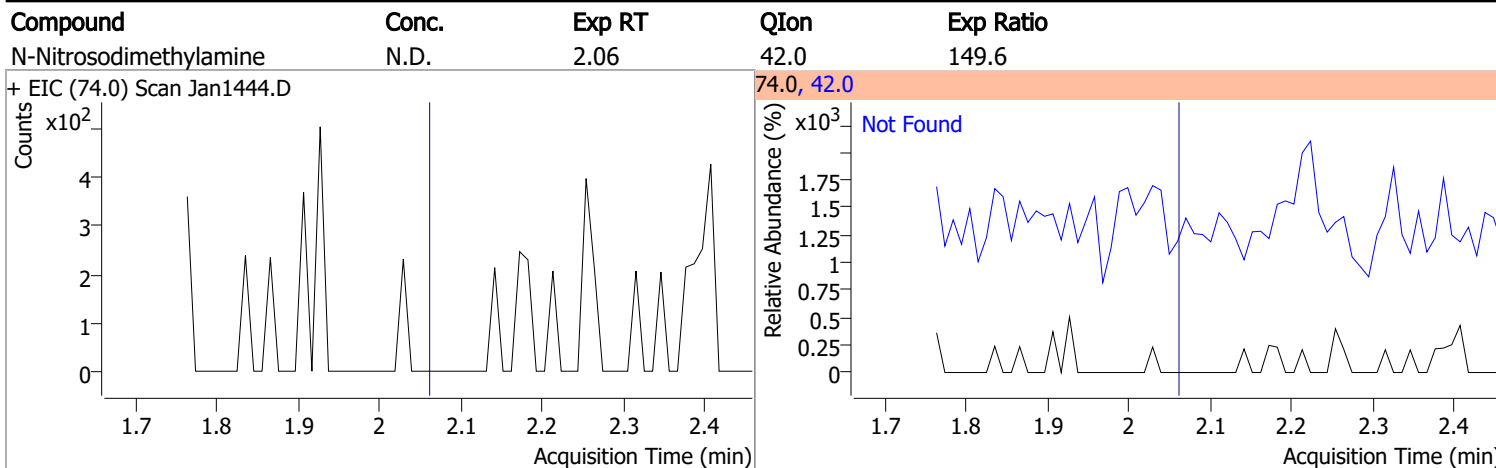 Compound Conc. Exp RT QIon Exp Ratio
N-Nitrosodimethylamine N.D. 2.06 42.0 149.6
+ EIC (74.0) Scan Jan1444.D
Counts
x10²
4
3
2
1
0
1.7 1.8 1.9 2 2.1 2.2 2.3 2.4
Acquisition Time (min)
74.0, 42.0
Relative Abundance (%)
x10³
Not Found
1.75
1.5
1.25
1
0.75
0.5
0.25
0
1.7 1.8 1.9 2 2.1 2.2 2.3 2.4
Acquisition Time (min)